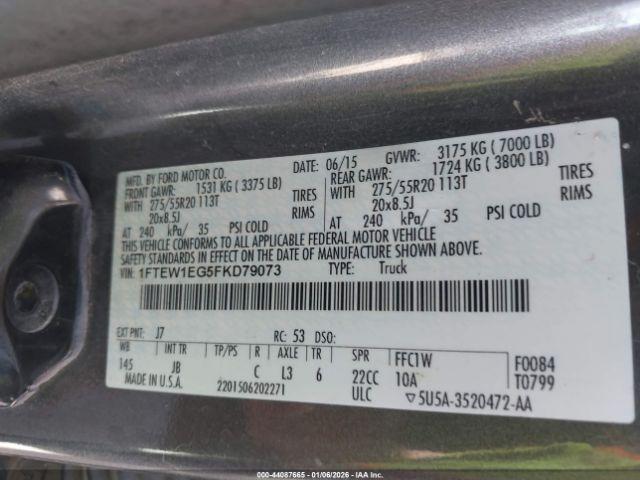 MFD. BY FORD MOTOR CO. DATE: 06/15 GVWR: 3175 KG ( 7000 LB)
FRONT GAWR: 1531 KG ( 3375 LB) REAR GAWR: 1724 KG ( 3800 LB)
WITH 275/55R20 113T TIRES WITH 275/55R20 113T TIRES
20x8.5J RIMS 20x8.5J RIMS
AT 240 kPa/ 35 PSI COLD AT 240 kPa/ 35 PSI COLD
THIS VEHICLE CONFORMS TO ALL APPLICABLE FEDERAL MOTOR VEHICLE
SAFETY STANDARDS IN EFFECT ON THE DATE OF MANUFACTURE SHOWN ABOVE.
VIN: 1FTEW1EG5FKD79073 TYPE: Truck
EXT PNT: J7 RC: 53 DSO:
WB INT TR TP/PS R AXLE TR SPR FFC1W F0084
145 JB C L3 6 22CC 10A T0799
MADE IN U.S.A. 2201506202271 ULC ▽5U5A-3520472-AA
000-44087665 - 01/06/2026 - IAAI.com